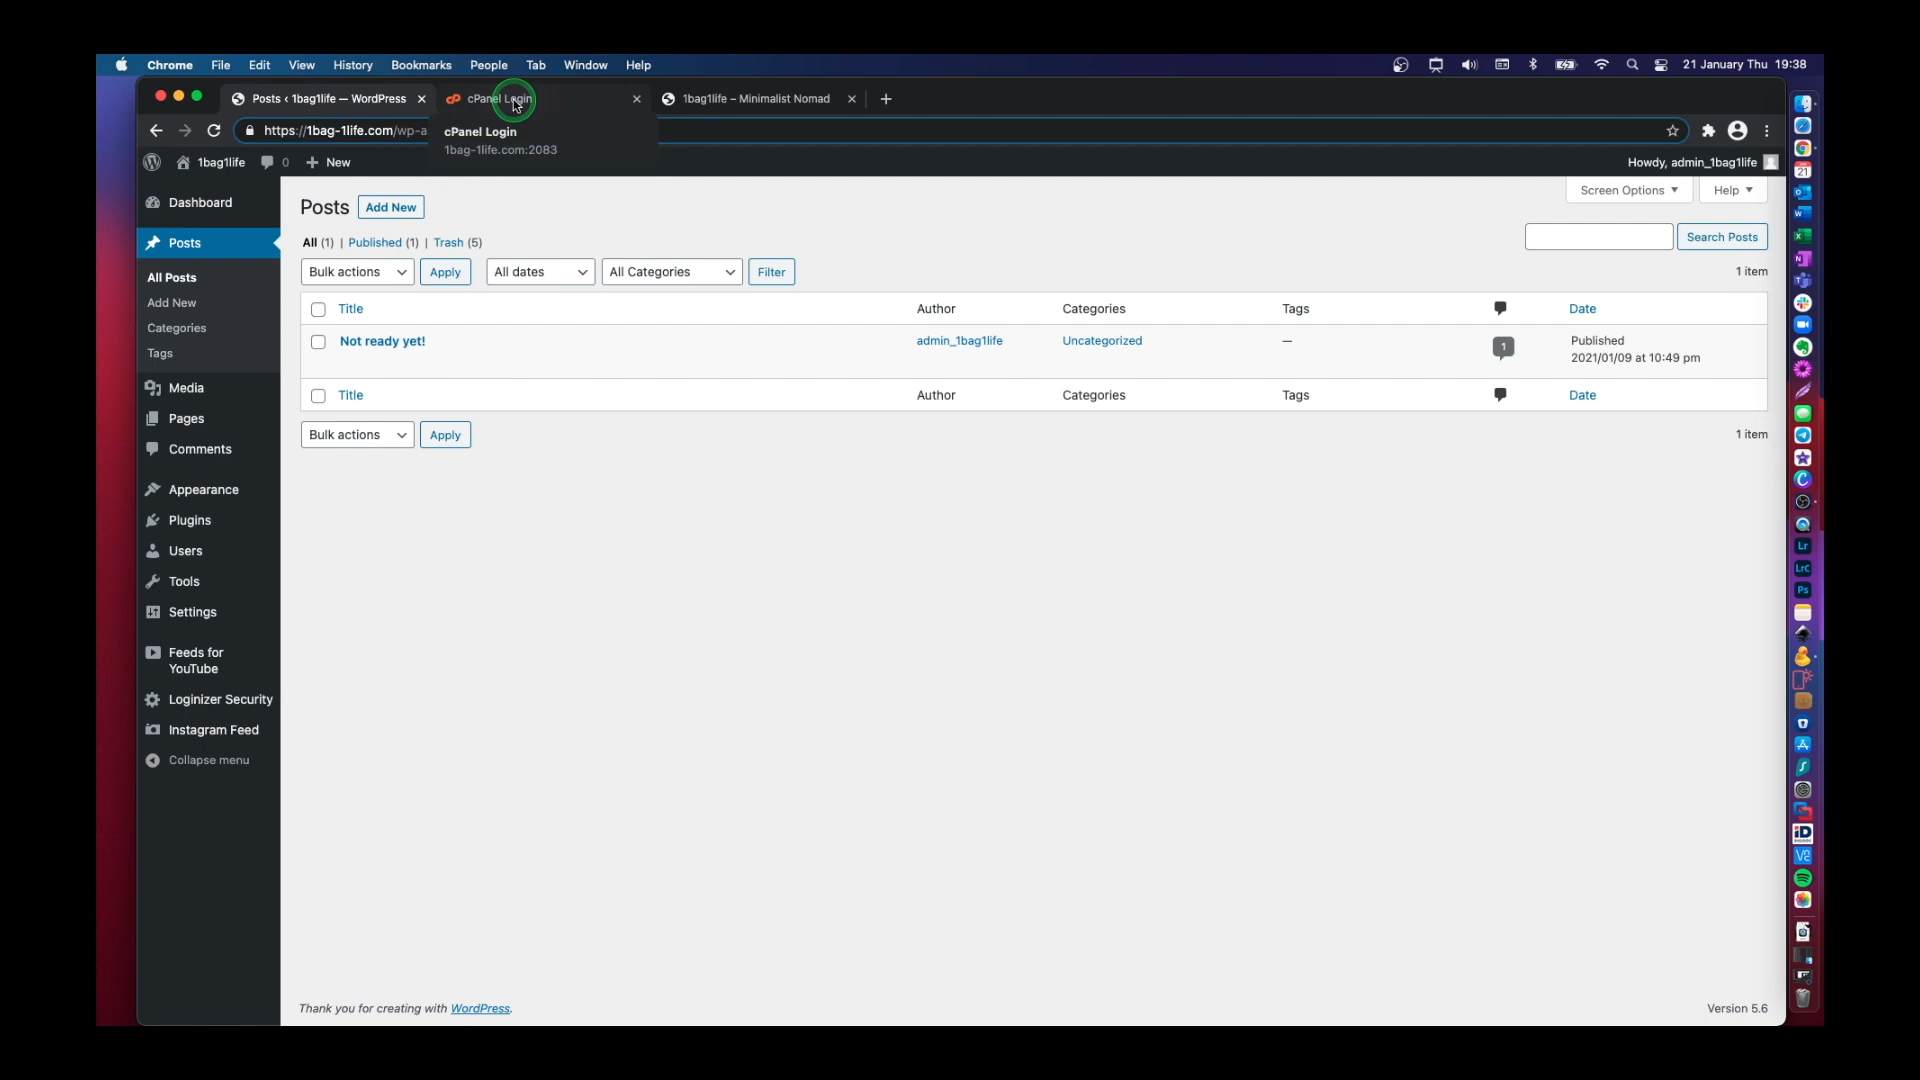 Chrome File Edit View History Bookmarks People Tab Window Help 21 January Thu 19:38
Posts ‹ 1bag1life — WordPress cPanel Login 1bag1life – Minimalist Nomad
https://1bag-1life.com/wp-a
cPanel Login
1bag-1life.com:2083
1bag1life 0 New Howdy, admin_1bag1life
Dashboard
Posts
All Posts
Add New
Categories
Tags
Media
Pages
Comments
Appearance
Plugins
Users
Tools
Settings
Feeds for
YouTube
Loginizer Security
Instagram Feed
Collapse menu
Screen Options Help
Posts Add New
All (1) | Published (1) | Trash (5)
Search Posts
Bulk actions Apply All dates All Categories Filter 1 item
Title Author Categories Tags Date
Not ready yet! admin_1bag1life Uncategorized — 1 Published
2021/01/09 at 10:49 pm
Title Author Categories Tags Date
Bulk actions Apply 1 item
Thank you for creating with WordPress. Version 5.6
21
Lr
LrC
Ps
iD